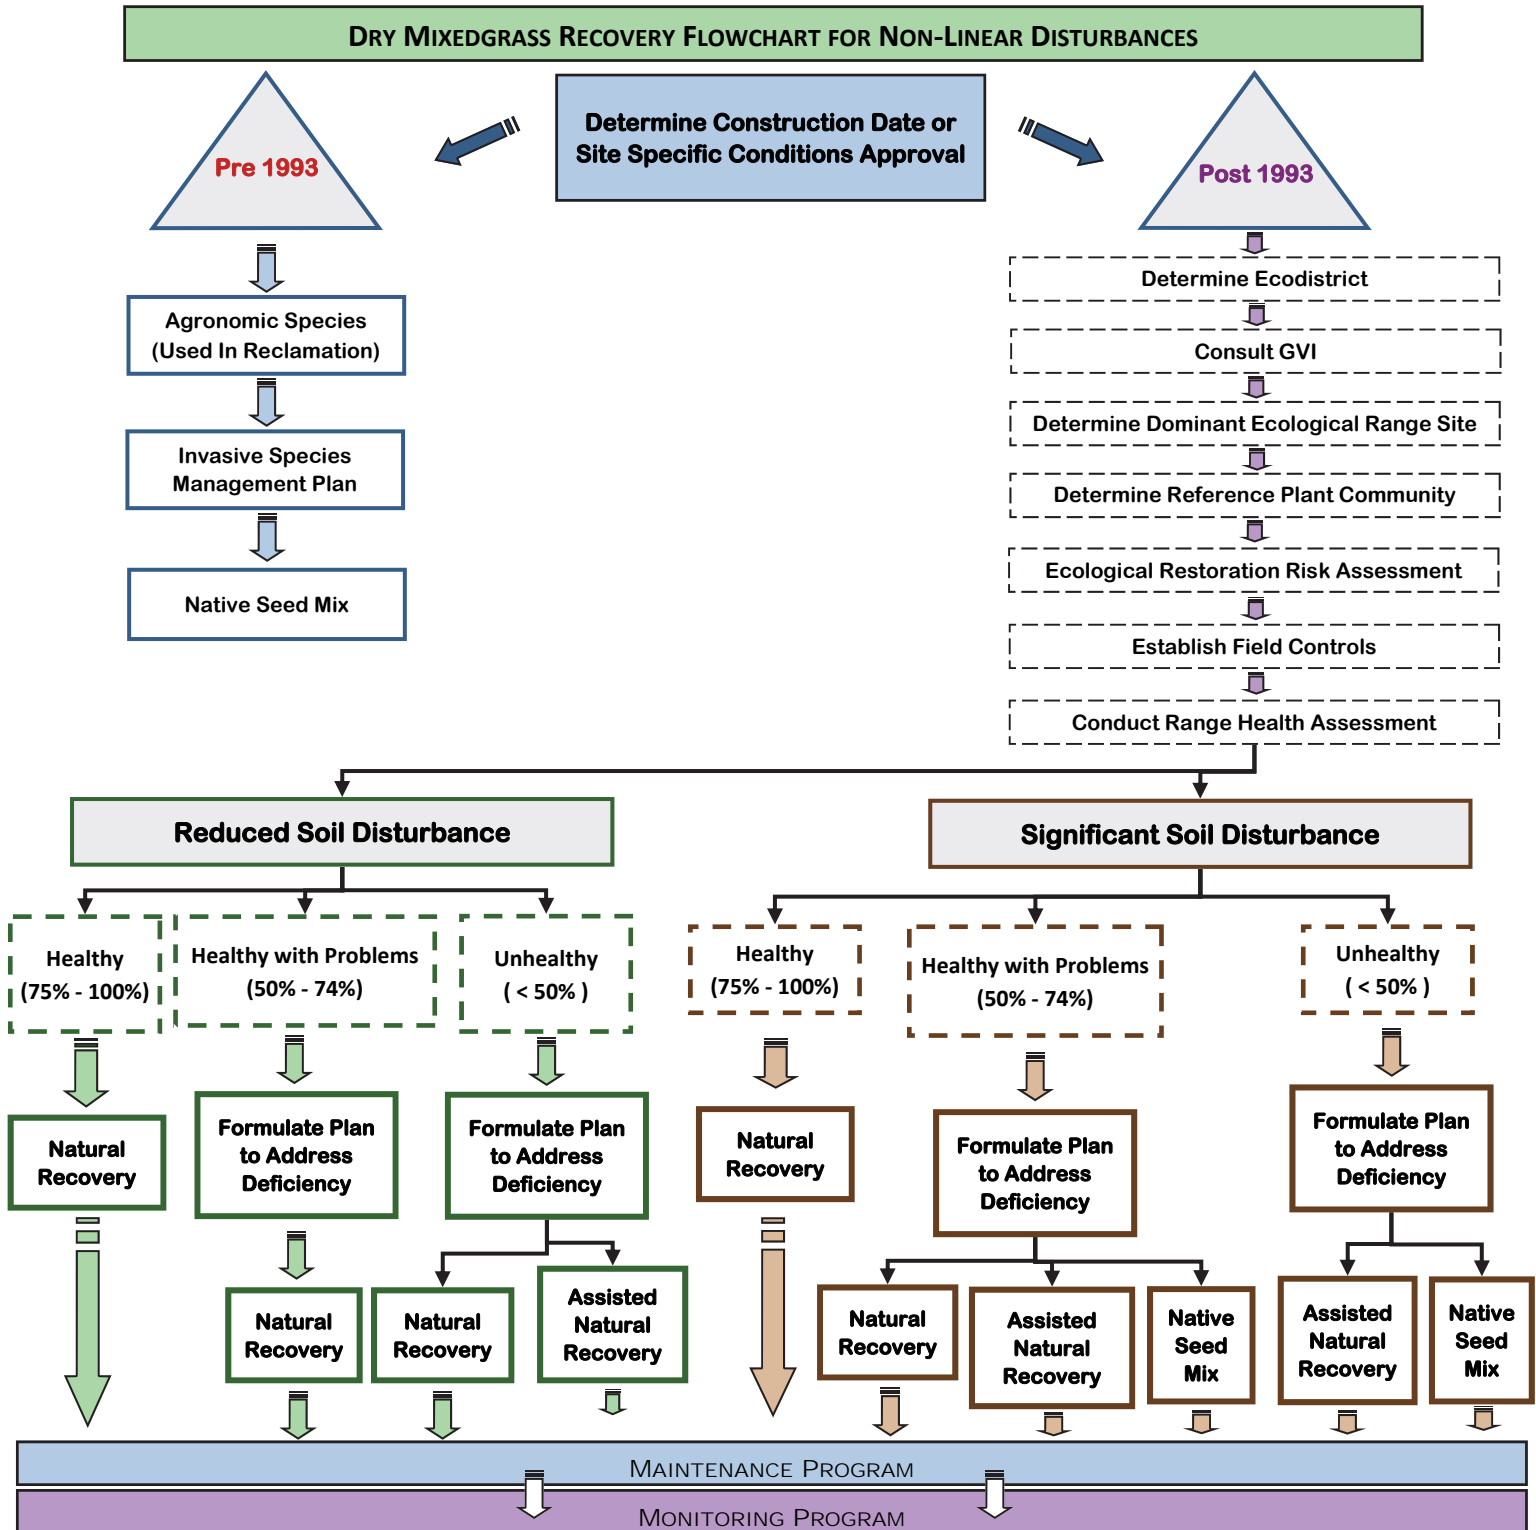 DRY MIXEDGRASS RECOVERY FLOWCHART FOR NON-LINEAR DISTURBANCES
Determine Construction Date or
Site Specific Conditions Approval
Pre 1993
Agronomic Species
(Used In Reclamation)
Invasive Species
Management Plan
Native Seed Mix
Post 1993
Determine Ecodistrict
Consult GVI
Determine Dominant Ecological Range Site
Determine Reference Plant Community
Ecological Restoration Risk Assessment
Establish Field Controls
Conduct Range Health Assessment
Reduced Soil Disturbance
Healthy
(75% - 100%)
Natural
Recovery
Healthy with Problems
(50% - 74%)
Formulate Plan
to Address
Deficiency
Natural
Recovery
Unhealthy
( < 50% )
Formulate Plan
to Address
Deficiency
Natural
Recovery
Assisted
Natural
Recovery
Significant Soil Disturbance
Healthy
(75% - 100%)
Natural
Recovery
Healthy with Problems
(50% - 74%)
Formulate Plan
to Address
Deficiency
Natural
Recovery
Assisted
Natural
Recovery
Native
Seed
Mix
Unhealthy
( < 50% )
Formulate Plan
to Address
Deficiency
Assisted
Natural
Recovery
Native
Seed
Mix
MAINTENANCE PROGRAM
MONITORING PROGRAM